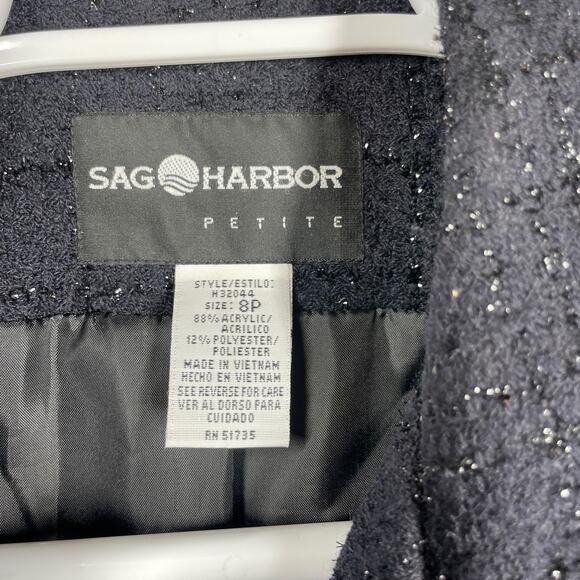 SAG HARBOR
PETITE
STYLE/ESTILO:
H32044
SIZE: 8P
88% ACRYLIC/
ACRILICO
12% POLYESTER/
POLIESTER
MADE IN VIETNAM
HECHO EN VIETNAM
SEE REVERSE FOR CARE
VER AL DORSO PARA
CUIDADO
RN 51735